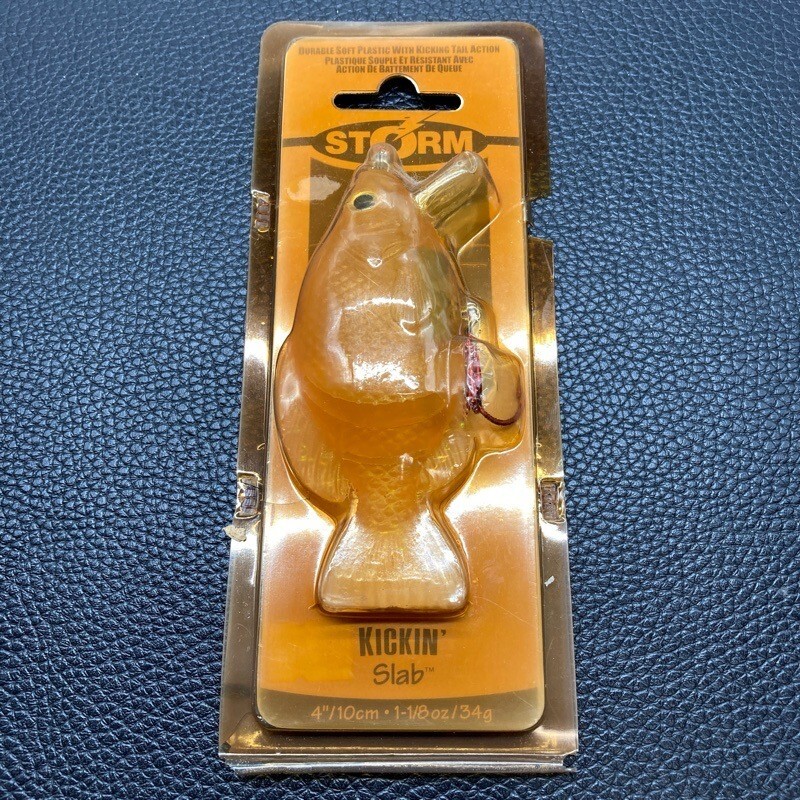 DURABLE SOFT PLASTIC WITH KICKING TAIL ACTION
PLASTIQUE SOUPLE ET RÉSISTANT AVEC
ACTION DE BATTEMENT DE QUEUE
STORM
KICKIN'
Slab™
4"/10cm • 1-1/8oz/34g